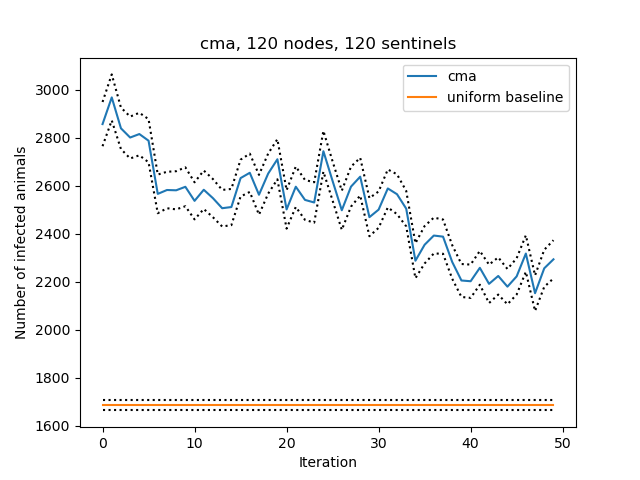 cma, 120 nodes, 120 sentinels
cma
uniform baseline
Number of infected animals
3000
2800
2600
2400
2200
2000
1800
1600
0 10 20 30 40 50
Iteration